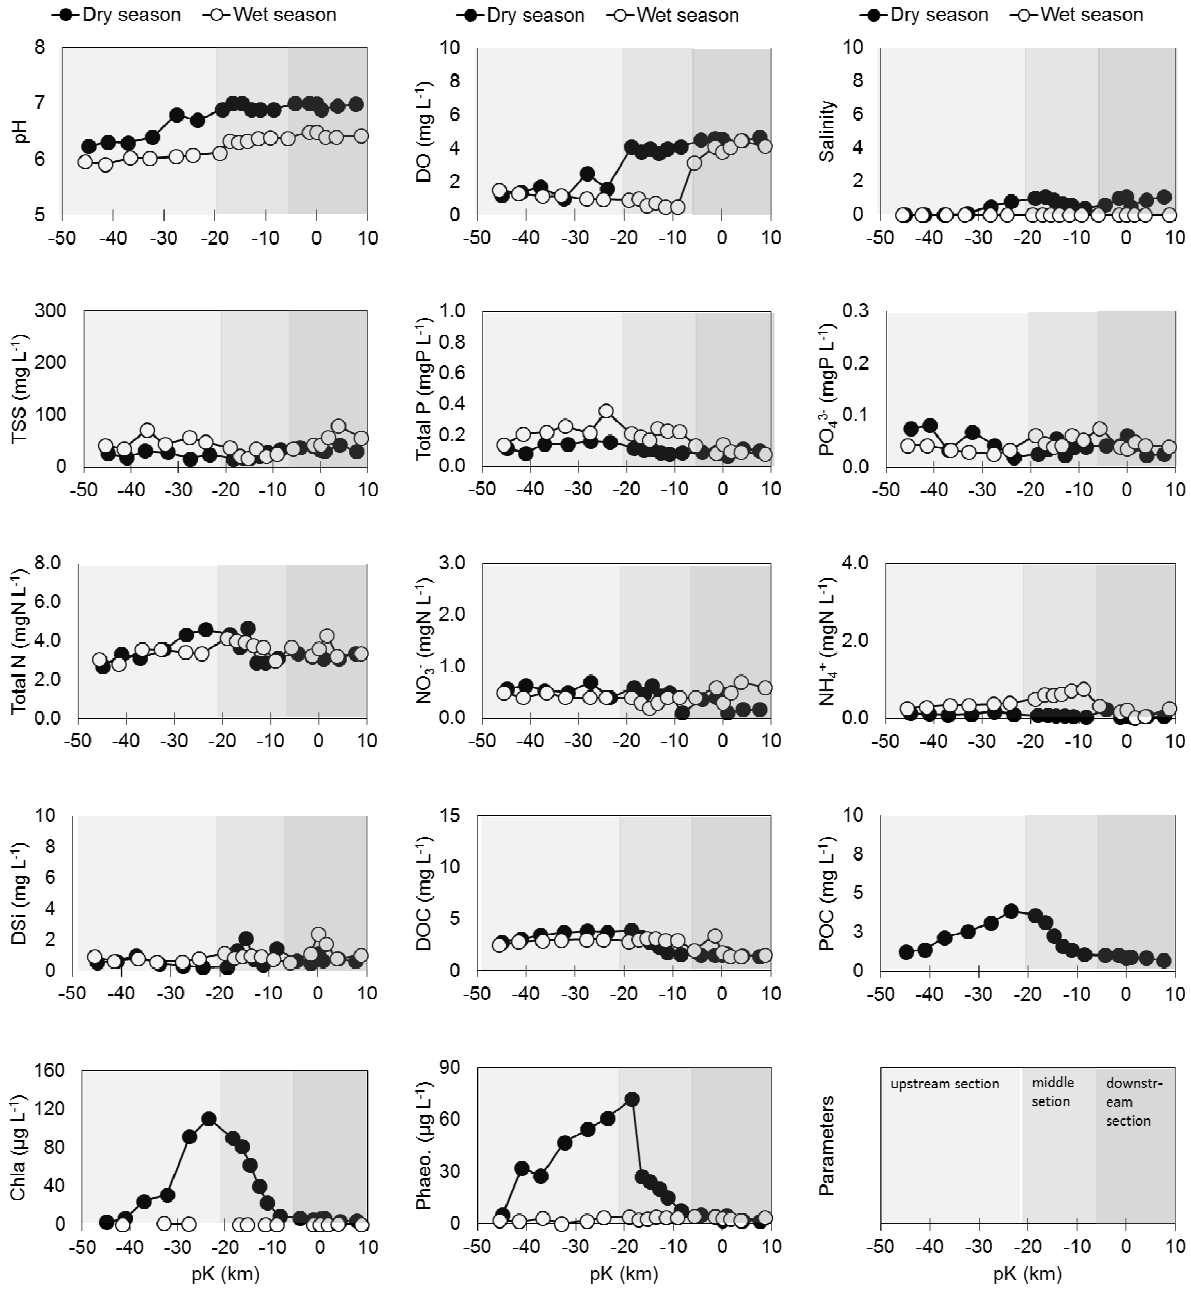 Dry season Wet season
Dry season Wet season
Dry season Wet season
pH
8
7
6
5
-50 -40 -30 -20 -10 0 10
DO (mg L-1)
10
8
6
4
2
0
-50 -40 -30 -20 -10 0 10
Salinity
10
8
6
4
2
0
-50 -40 -30 -20 -10 0 10
TSS (mg L-1)
300
200
100
0
-50 -40 -30 -20 -10 0 10
Total P (mgP L-1)
1.0
0.8
0.6
0.4
0.2
0.0
-50 -40 -30 -20 -10 0 10
PO43- (mgP L-1)
0.3
0.2
0.1
0.0
-50 -40 -30 -20 -10 0 10
Total N (mgN L-1)
8.0
6.0
4.0
2.0
0.0
-50 -40 -30 -20 -10 0 10
NO3- (mgN L-1)
3.0
2.0
1.0
0.0
-50 -40 -30 -20 -10 0 10
NH4+ (mgN L-1)
4.0
2.0
0.0
-50 -40 -30 -20 -10 0 10
DSi (mg L-1)
10
8
6
4
2
0
-50 -40 -30 -20 -10 0 10
DOC (mg L-1)
15
10
5
0
-50 -40 -30 -20 -10 0 10
POC (mg L-1)
10
8
5
3
0
-50 -40 -30 -20 -10 0 10
Chla (µg L-1)
160
120
80
40
0
-50 -40 -30 -20 -10 0 10
pK (km)
Phaeo. (µg L-1)
90
60
30
0
-50 -40 -30 -20 -10 0 10
pK (km)
Parameters
upstream section
middle
setion
downstr-
eam
section
-50 -40 -30 -20 -10 0 10
pK (km)